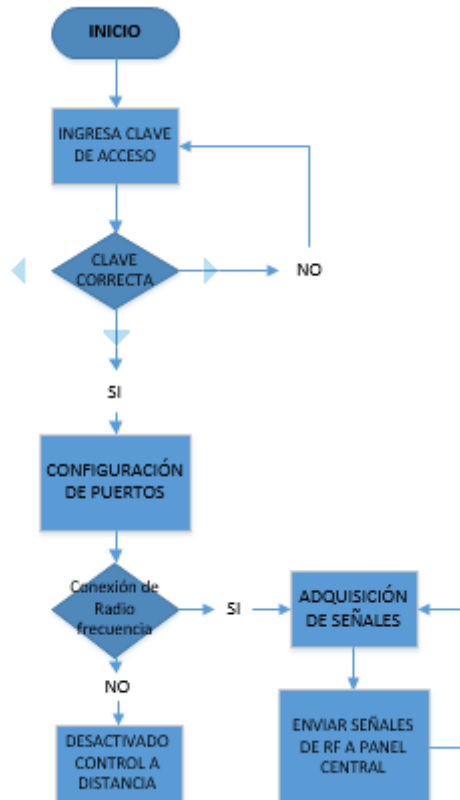 INICIO
INGRESA CLAVE
DE ACCESO
CLAVE
CORRECTA
NO
SI
CONFIGURACIÓN
DE PUERTOS
Conexión de
Radio
frecuencia
SI
ADQUISICIÓN
DE SEÑALES
NO
DESACTIVADO
CONTROL A
DISTANCIA
ENVIAR SEÑALES
DE RF A PANEL
CENTRAL